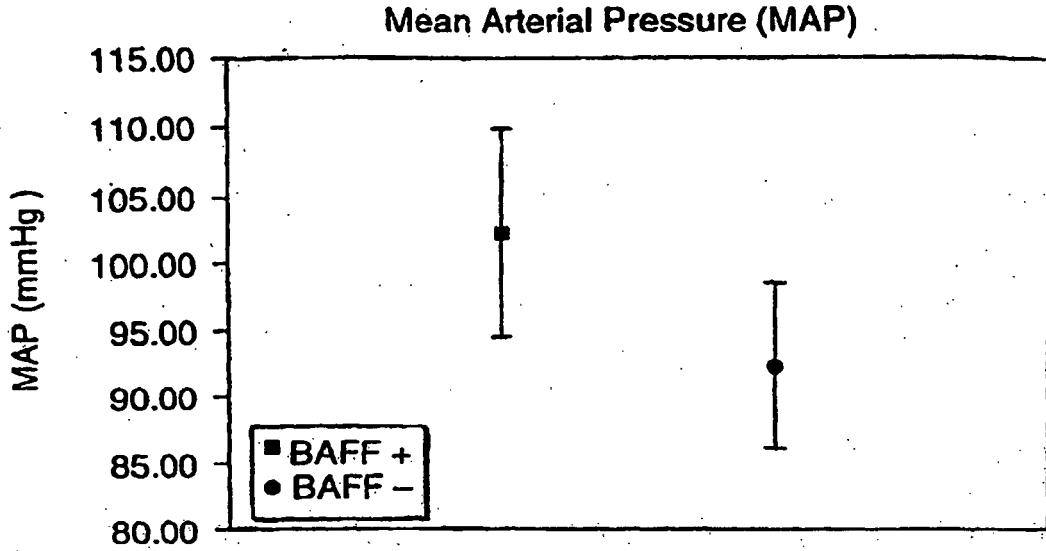 Mean Arterial Pressure (MAP)
115.00
110.00
105.00
100.00
95.00
90.00
85.00
80.00
MAP (mmHg)
BAFF +
BAFF –